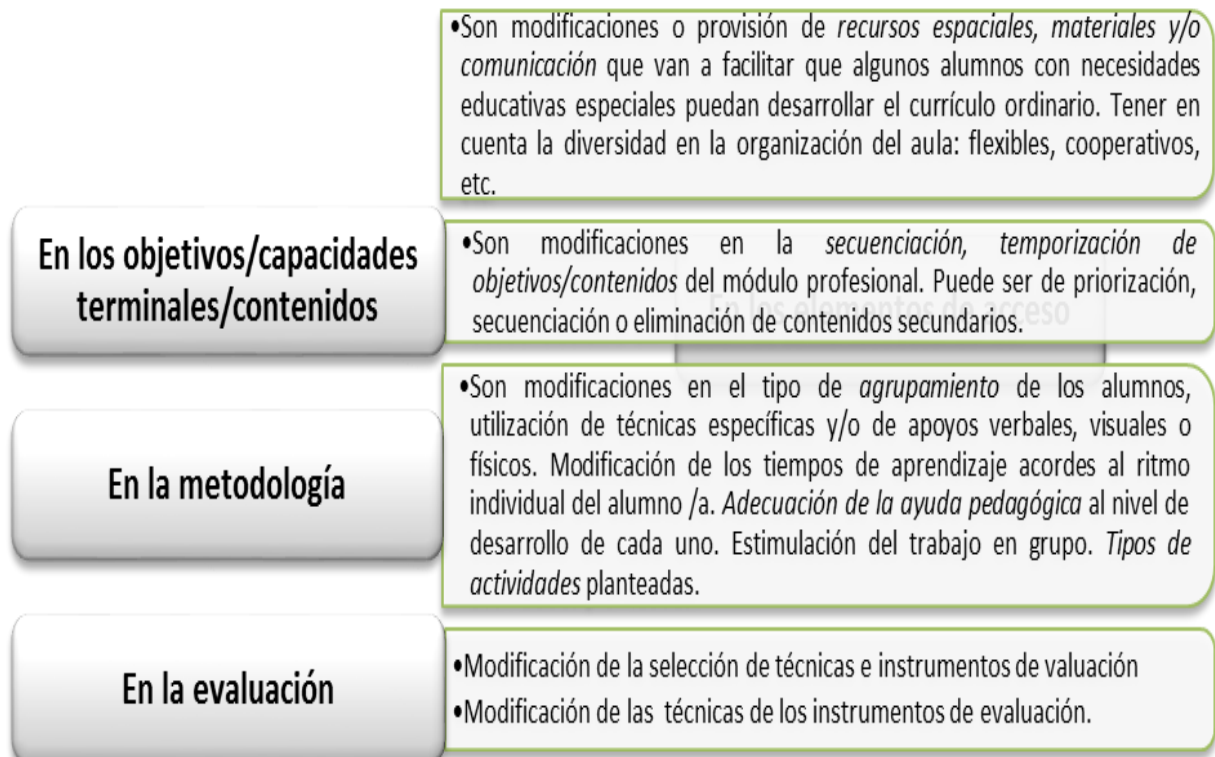 •Son modificaciones o provisión de recursos espaciales, materiales y/o
comunicación que van a facilitar que algunos alumnos con necesidades
educativas especiales puedan desarrollar el currículo ordinario. Tener en
cuenta la diversidad en la organización del aula: flexibles, cooperativos,
etc.
En los objetivos/capacidades
terminales/contenidos
•Son modificaciones en la secuenciación, temporización de
objetivos/contenidos del módulo profesional. Puede ser de priorización,
secuenciación o eliminación de contenidos secundarios.
En los elementos de acceso
En la metodología
•Son modificaciones en el tipo de agrupamiento de los alumnos,
utilización de técnicas específicas y/o de apoyos verbales, visuales o
físicos. Modificación de los tiempos de aprendizaje acordes al ritmo
individual del alumno /a. Adecuación de la ayuda pedagógica al nivel de
desarrollo de cada uno. Estimulación del trabajo en grupo. Tipos de
actividades planteadas.
En la evaluación
•Modificación de la selección de técnicas e instrumentos de valuación
•Modificación de las técnicas de los instrumentos de evaluación.